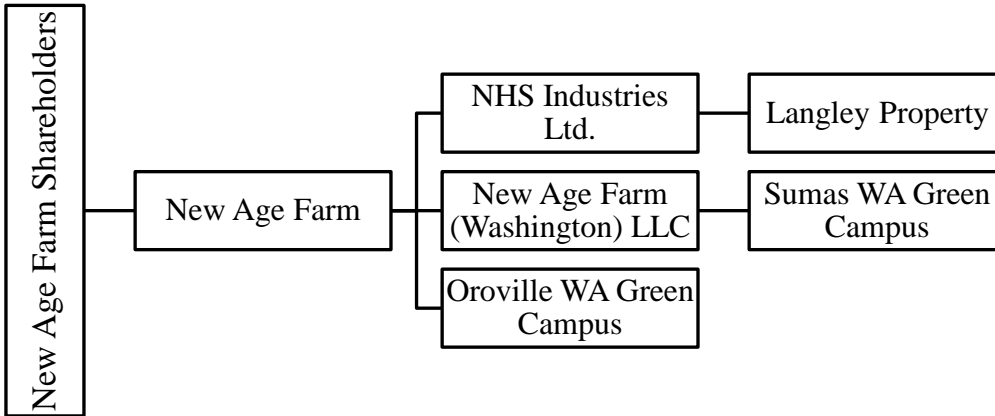 New Age Farm Shareholders
New Age Farm
NHS Industries
Ltd.
Langley Property
New Age Farm
(Washington) LLC
Sumas WA Green
Campus
Oroville WA Green
Campus